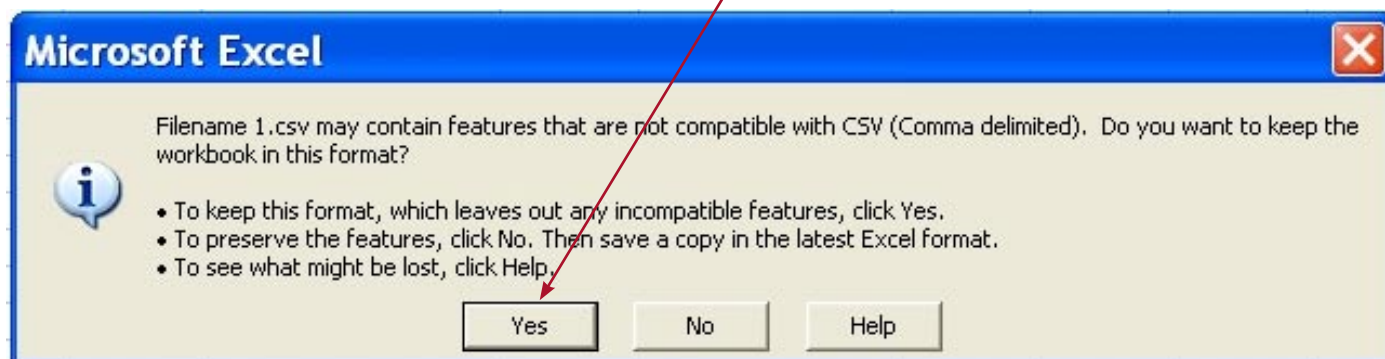 Microsoft Excel
Filename 1.csv may contain features that are not compatible with CSV (Comma delimited).  Do you want to keep the
workbook in this format?
• To keep this format, which leaves out any incompatible features, click Yes.
• To preserve the features, click No. Then save a copy in the latest Excel format.
• To see what might be lost, click Help.
Yes No Help